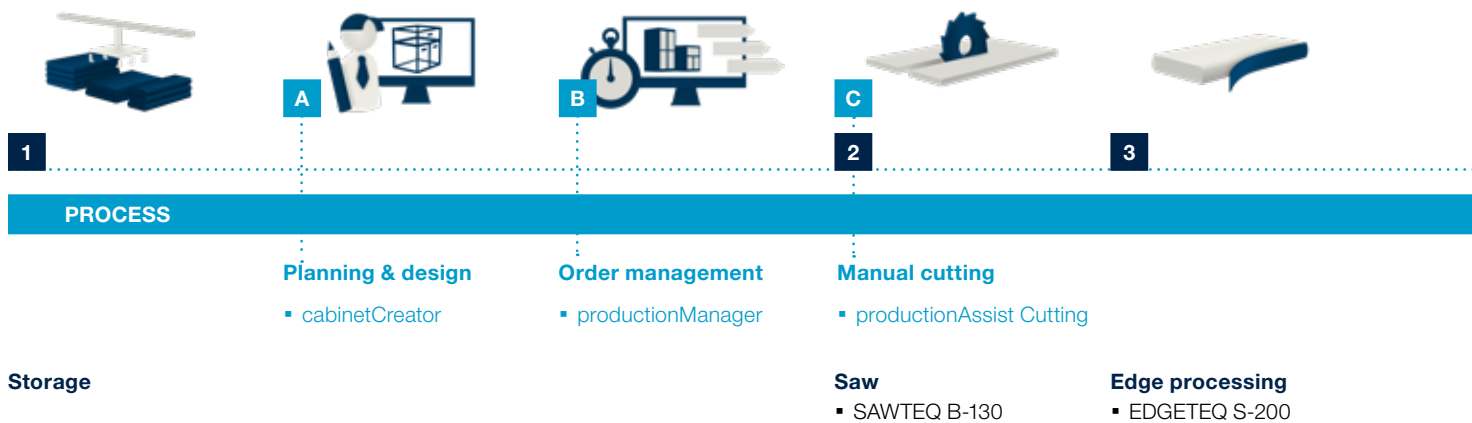 A
B
C
1
2
3
PROCESS
Planning & design
▪ cabinetCreator
Order management
▪ productionManager
Manual cutting
▪ productionAssist Cutting
Storage
Saw
▪ SAWTEQ B-130
Edge processing
▪ EDGETEQ S-200